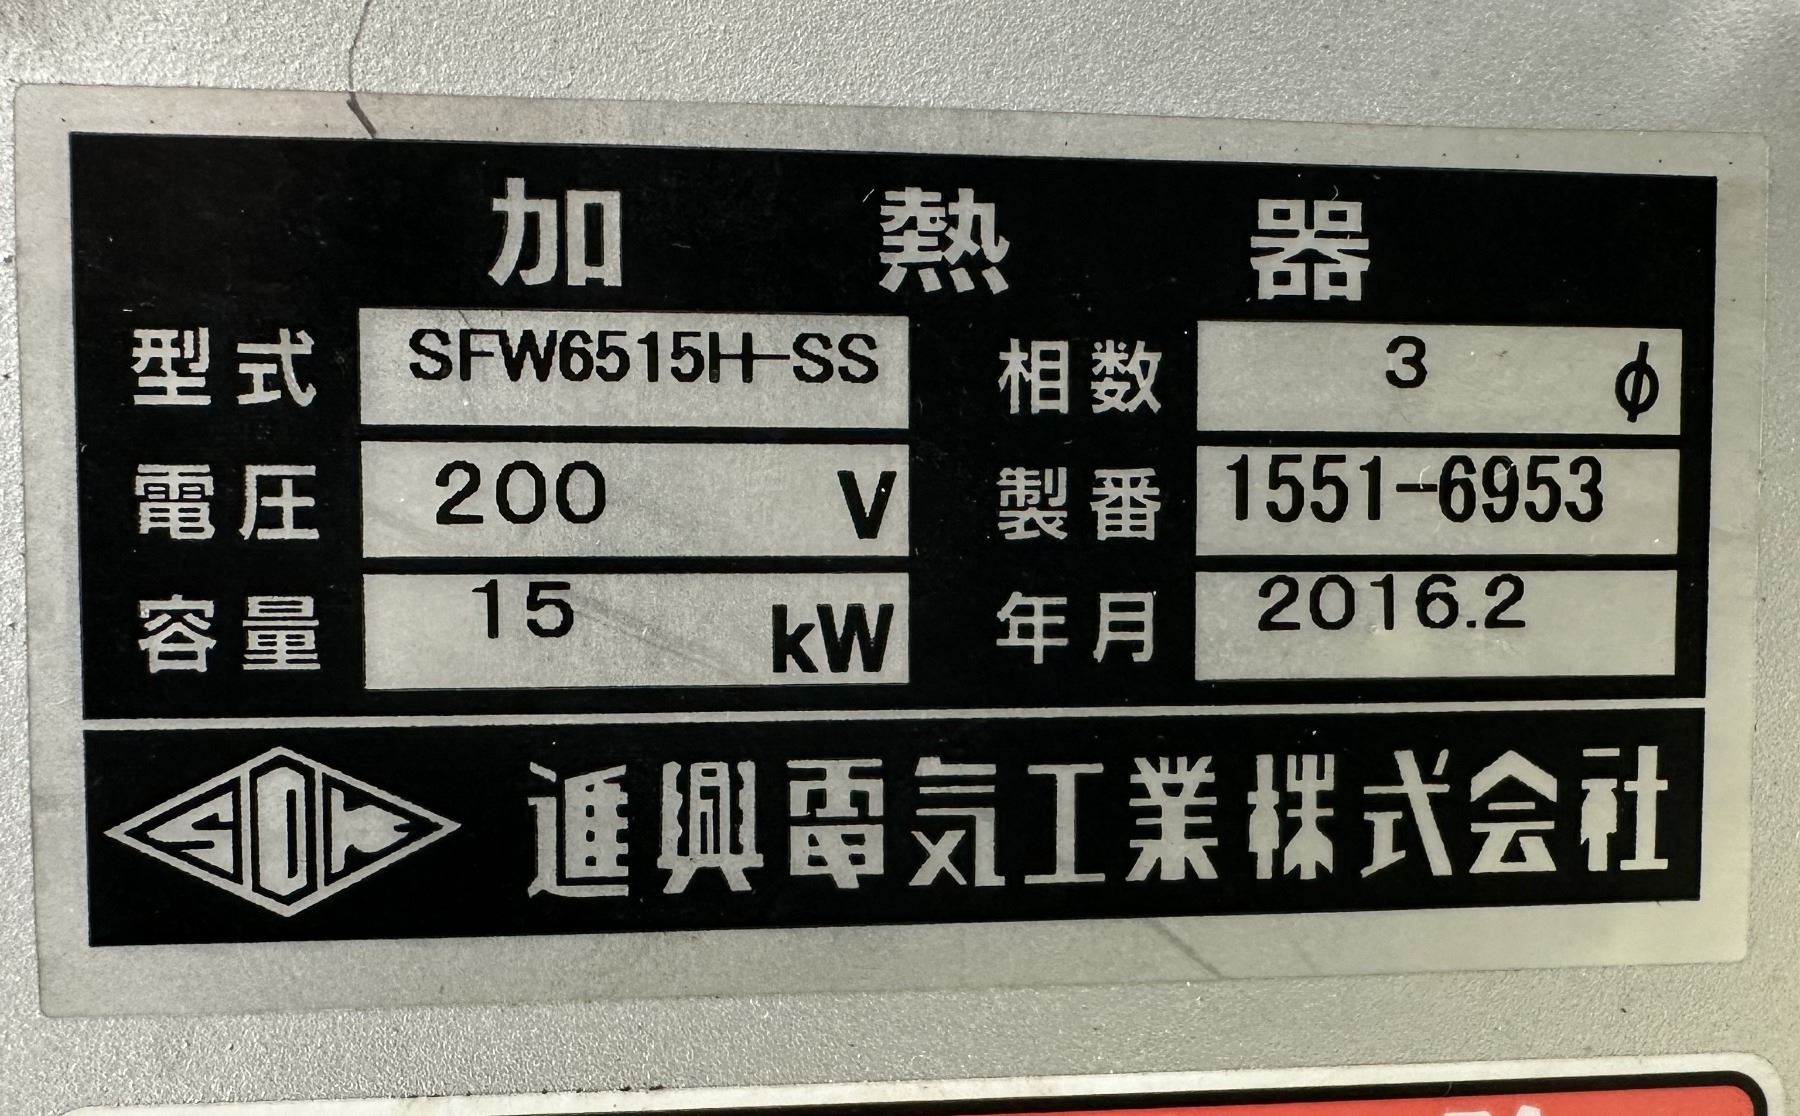 加熱器
型式 SFW6515H-SS 相数 3 φ
電圧 200 V 製番 1551-6953
容量 15 kW 年月 2016.2
SDK 進興電気工業株式会社